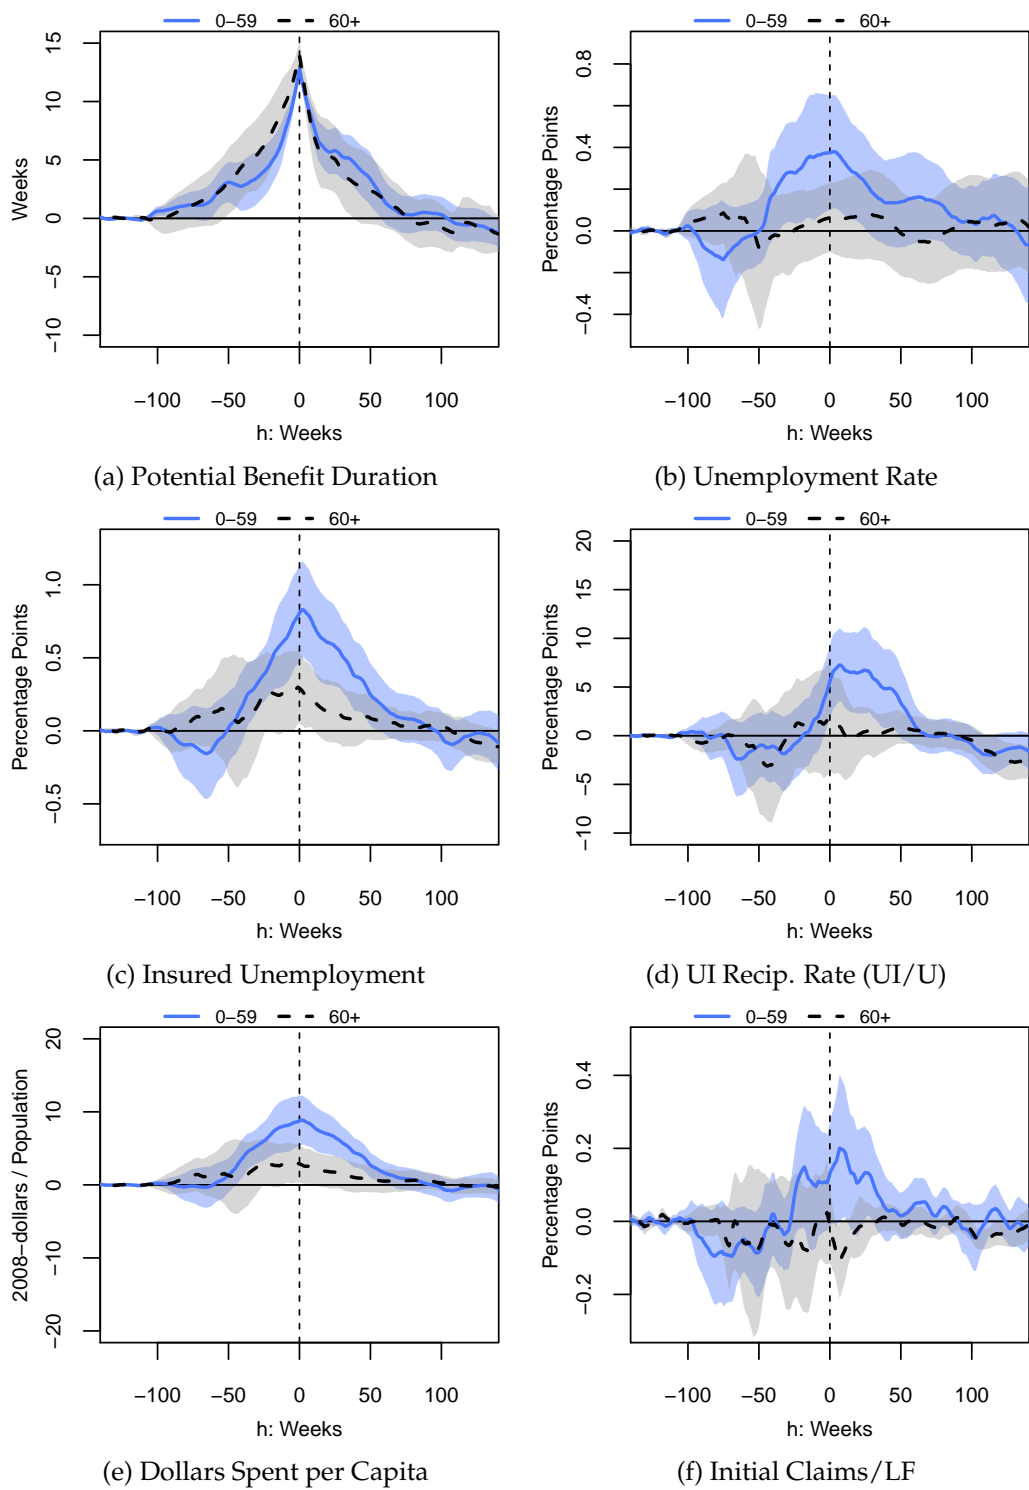 0−59 60+
Weeks
15
10
5
0
−5
−10
−100 −50 0 50 100
h: Weeks
(a) Potential Benefit Duration
0−59 60+
Percentage Points
0.8
0.4
0.0
−0.4
−100 −50 0 50 100
h: Weeks
(b) Unemployment Rate
0−59 60+
Percentage Points
1.0
0.5
0.0
−0.5
−100 −50 0 50 100
h: Weeks
(c) Insured Unemployment
0−59 60+
Percentage Points
20
15
10
5
0
−5
−10
−100 −50 0 50 100
h: Weeks
(d) UI Recip. Rate (UI/U)
0−59 60+
2008−dollars / Population
20
10
0
−10
−20
−100 −50 0 50 100
h: Weeks
(e) Dollars Spent per Capita
0−59 60+
Percentage Points
0.4
0.2
0.0
−0.2
−100 −50 0 50 100
h: Weeks
(f) Initial Claims/LF